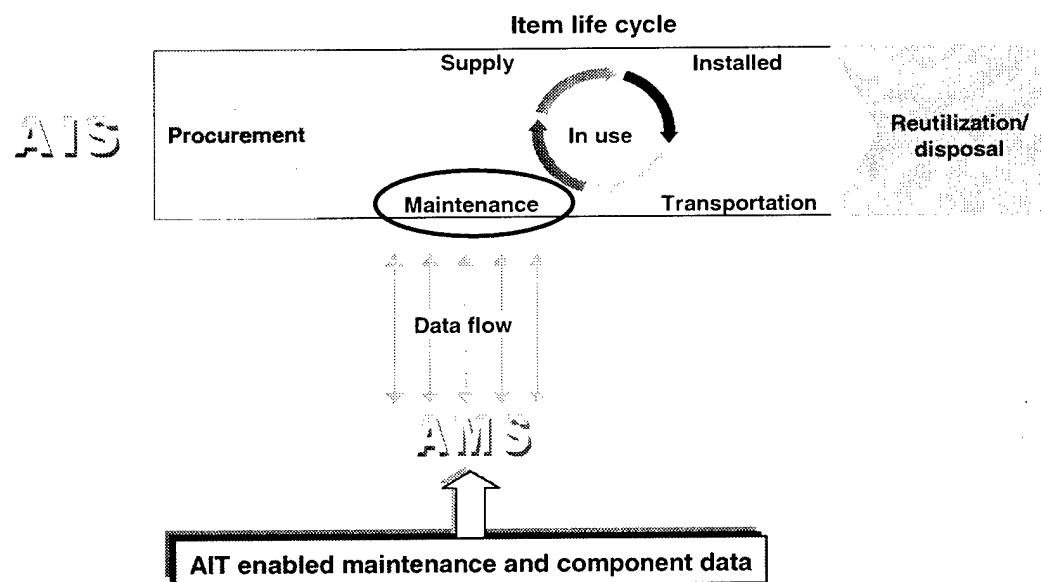 Item life cycle
Supply
Installed
AIS
Procurement
In use
Reutilization/
disposal
Maintenance
Transportation
Data flow
AMS
AIT enabled maintenance and component data